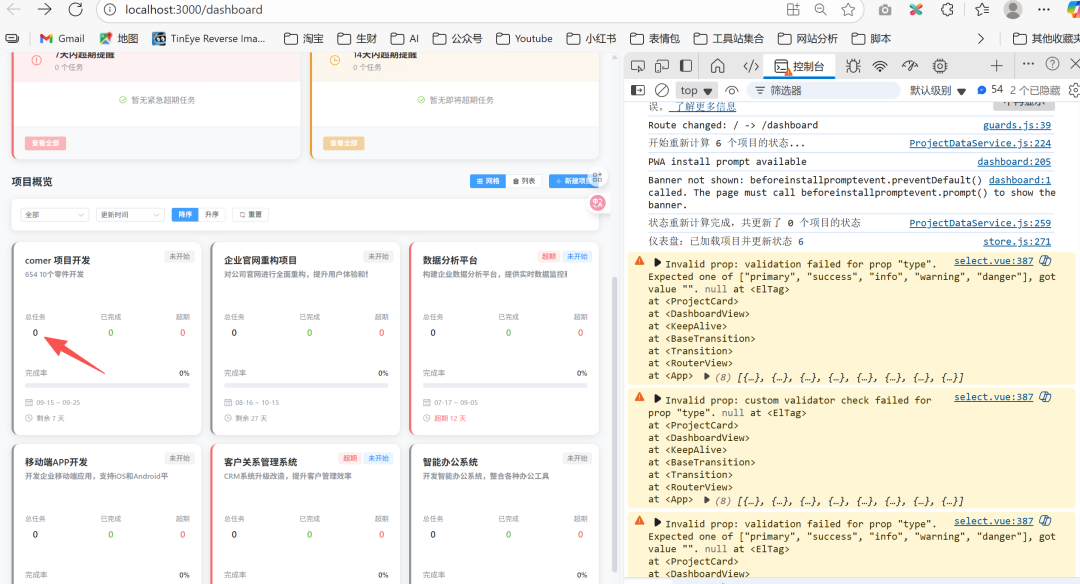 localhost:3000/dashboard
Gmail
地图
TinEye Reverse Ima...
淘宝
生财
AI
公众号
Youtube
小红书
表情包
工具站集合
网站分析
脚本
其他收藏夹
7天内超期提醒
0 个任务
暂无紧急超期任务
查看全部
14天内超期提醒
0 个任务
暂无即将超期任务
查看全部
项目概览
网格
列表
+ 新建项目
全部
更新时间
降序
升序
重置
comer 项目开发
未开始
654 10个零件开发
总任务
已完成
超期
0
0
0
完成率
0%
09-15 ~ 09-25
剩余 7 天
企业官网重构项目
未开始
对公司官网进行全面重构，提升用户体验和
总任务
已完成
超期
0
0
0
完成率
0%
08-16 ~ 10-15
剩余 27 天
数据分析平台
超期
未开始
构建企业数据分析平台，提供实时数据监控
总任务
已完成
超期
0
0
0
完成率
0%
07-17 ~ 09-05
超期 12 天
移动端APP开发
未开始
开发企业移动端应用，支持iOS和Android平
总任务
已完成
超期
0
0
0
完成率
0%
客户关系管理系统
超期
未开始
CRM系统升级改造，提升客户管理效率
总任务
已完成
超期
0
0
0
完成率
0%
智能办公系统
未开始
开发智能办公系统，整合各种办公工具
总任务
已完成
超期
0
0
0
完成率
0%
控制台
top
筛选器
默认级别
54
2 个已隐藏
误。 了解更多信息
Route changed: / -> /dashboard
guards.js:39
开始重新计算 6 个项目的状态...
ProjectDataService.js:224
PWA install prompt available
dashboard:205
Banner not shown: beforeinstallpromptevent.preventDefault()
dashboard:1
called. The page must call beforeinstallpromptevent.prompt() to show the
banner.
状态重新计算完成，共更新了 0 个项目的状态
ProjectDataService.js:259
仪表盘：已加载项目并更新状态 6
store.js:271
Invalid prop: validation failed for prop "type".
select.vue:387
Expected one of ["primary", "success", "info", "warning", "danger"], got
value "". null at <ElTag>
at <ProjectCard>
at <DashboardView>
at <KeepAlive>
at <BaseTransition>
at <Transition>
at <RouterView>
at <App> (8) [{…}, {…}, {…}, {…}, {…}, {…}, {…}, {…}]
Invalid prop: custom validator check failed for
select.vue:387
prop "type". null at <ElTag>
at <ProjectCard>
at <DashboardView>
at <KeepAlive>
at <BaseTransition>
at <Transition>
at <RouterView>
at <App> (8) [{…}, {…}, {…}, {…}, {…}, {…}, {…}, {…}]
Invalid prop: validation failed for prop "type".
select.vue:387
Expected one of ["primary", "success", "info", "warning", "danger"], got
value "". null at <ElTag>
at <ProjectCard>
at <DashboardView>